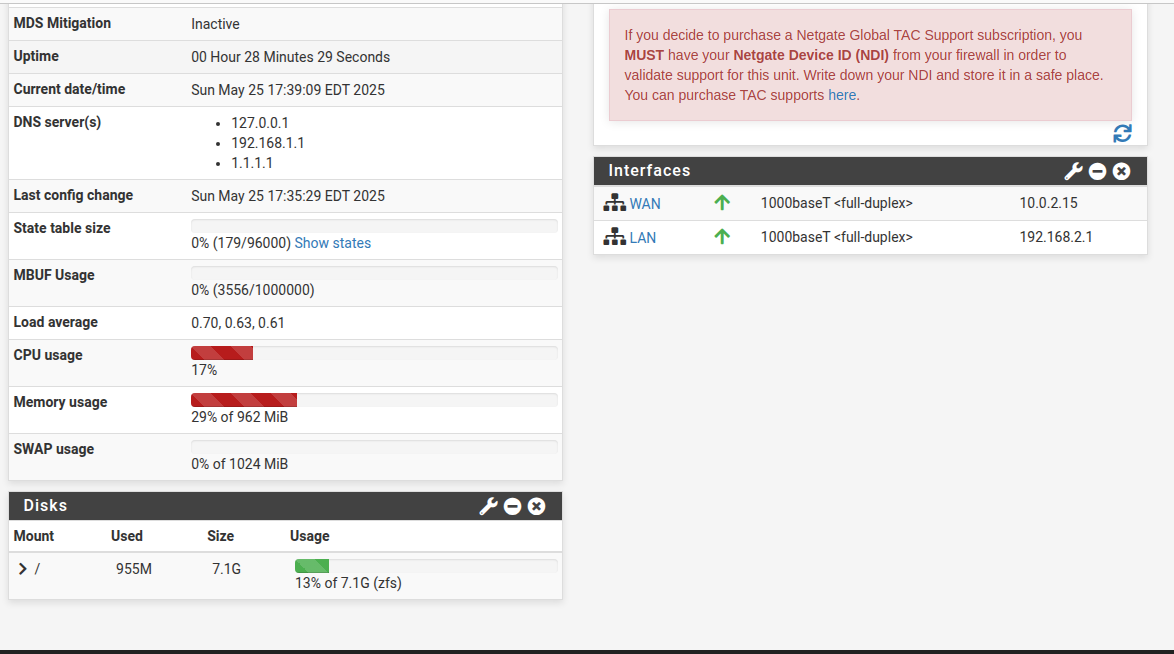 MDS Mitigation Inactive
Uptime 00 Hour 28 Minutes 29 Seconds
Current date/time Sun May 25 17:39:09 EDT 2025
DNS server(s) • 127.0.0.1
• 192.168.1.1
• 1.1.1.1
Last config change Sun May 25 17:35:29 EDT 2025
State table size
0% (179/96000) Show states
MBUF Usage
0% (3556/1000000)
Load average 0.70, 0.63, 0.61
CPU usage
17%
Memory usage
29% of 962 MiB
SWAP usage
0% of 1024 MiB
Disks
Mount Used Size Usage
/ 955M 7.1G
13% of 7.1G (zfs)
If you decide to purchase a Netgate Global TAC Support subscription, you
MUST have your Netgate Device ID (NDI) from your firewall in order to
validate support for this unit. Write down your NDI and store it in a safe place.
You can purchase TAC supports here.
Interfaces
WAN 1000baseT <full-duplex> 10.0.2.15
LAN 1000baseT <full-duplex> 192.168.2.1